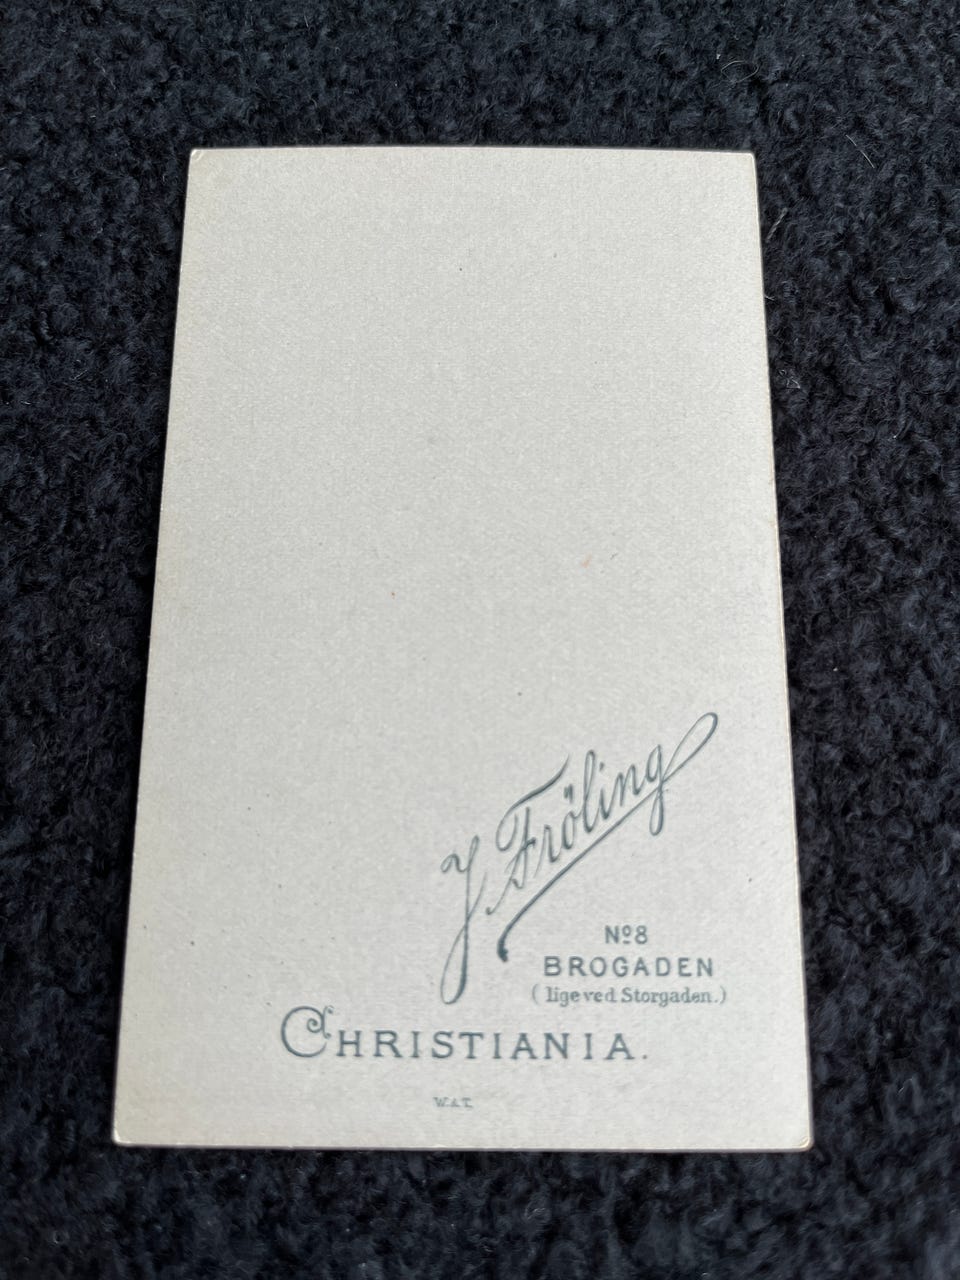 J. Fröling
Nº8
BROGADEN
(lige ved Storgaden.)
CHRISTIANIA.
W.& T.